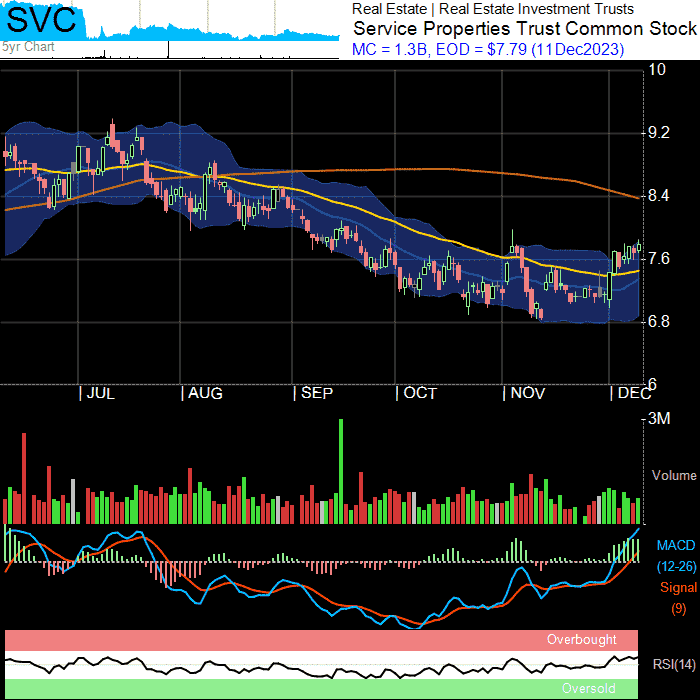 SVC
5yr Chart
Real Estate | Real Estate Investment Trusts
Service Properties Trust Common Stock
MC = 1.3B, EOD = $7.79 (11Dec2023)
10
9.2
8.4
7.6
6.8
6
JUL AUG SEP OCT NOV DEC
3M
Volume
MACD
(12-26)
Signal
(9)
Overbought
RSI(14)
Oversold